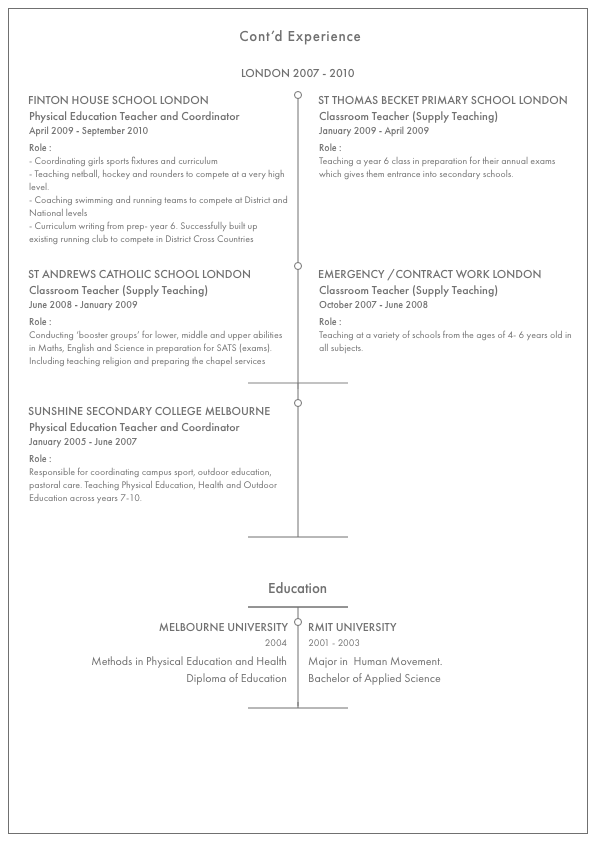 Cont’d Experience
LONDON 2007 - 2010
FINTON HOUSE SCHOOL LONDON
Physical Education Teacher and Coordinator
April 2009 - September 2010
Role :
- Coordinating girls sports fixtures and curriculum
- Teaching netball, hockey and rounders to compete at a very high
level.
- Coaching swimming and running teams to compete at District and
National levels
- Curriculum writing from prep- year 6. Successfully built up
existing running club to compete in District Cross Countries
ST THOMAS BECKET PRIMARY SCHOOL LONDON
Classroom Teacher (Supply Teaching)
January 2009 - April 2009
Role :
Teaching a year 6 class in preparation for their annual exams
which gives them entrance into secondary schools.
ST ANDREWS CATHOLIC SCHOOL LONDON
Classroom Teacher (Supply Teaching)
June 2008 - January 2009
Role :
Conducting ‘booster groups’ for lower, middle and upper abilities
in Maths, English and Science in preparation for SATS (exams).
Including teaching religion and preparing the chapel services
EMERGENCY /CONTRACT WORK LONDON
Classroom Teacher (Supply Teaching)
October 2007 - June 2008
Role :
Teaching at a variety of schools from the ages of 4- 6 years old in
all subjects.
SUNSHINE SECONDARY COLLEGE MELBOURNE
Physical Education Teacher and Coordinator
January 2005 - June 2007
Role :
Responsible for coordinating campus sport, outdoor education,
pastoral care. Teaching Physical Education, Health and Outdoor
Education across years 7-10.
Education
MELBOURNE UNIVERSITY
2004
Methods in Physical Education and Health
Diploma of Education
RMIT UNIVERSITY
2001 - 2003
Major in  Human Movement.
Bachelor of Applied Science